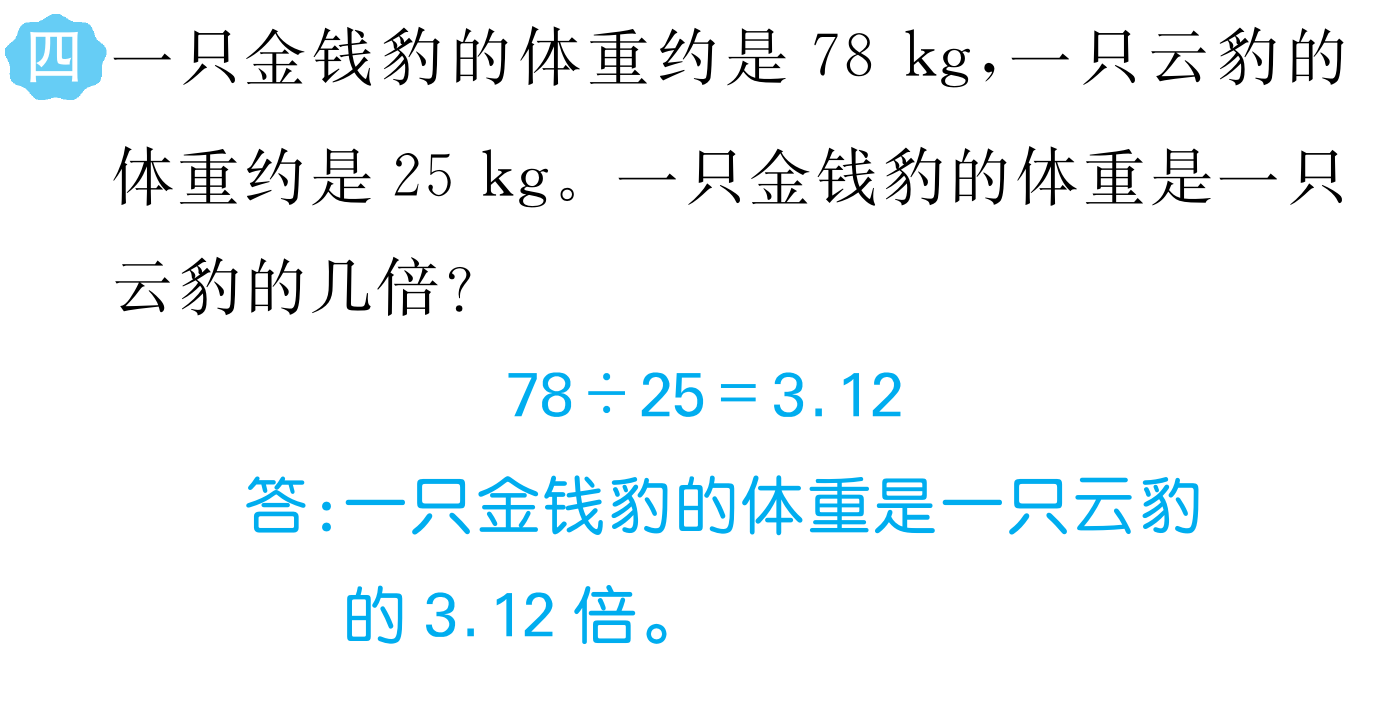 四 一只金钱豹的体重约是 78 kg,一只云豹的
体重约是 25 kg。一只金钱豹的体重是一只
云豹的几倍?
78÷25=3.12
答:一只金钱豹的体重是一只云豹
的 3.12 倍。